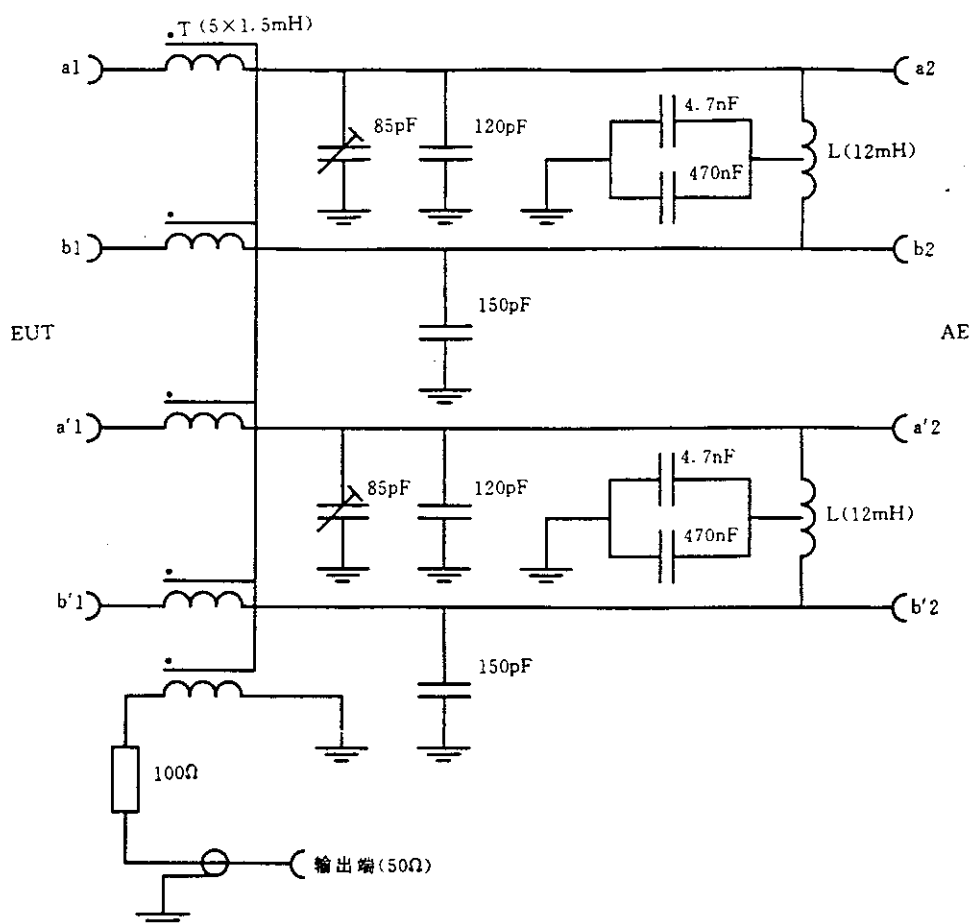 T (5×1.5mH)
a1
a2
85pF
120pF
4.7nF
470nF
L(12mH)
b1
b2
150pF
EUT
AE
a'1
a'2
85pF
120pF
4.7nF
470nF
L(12mH)
b'1
b'2
150pF
100Ω
输出端(50Ω)